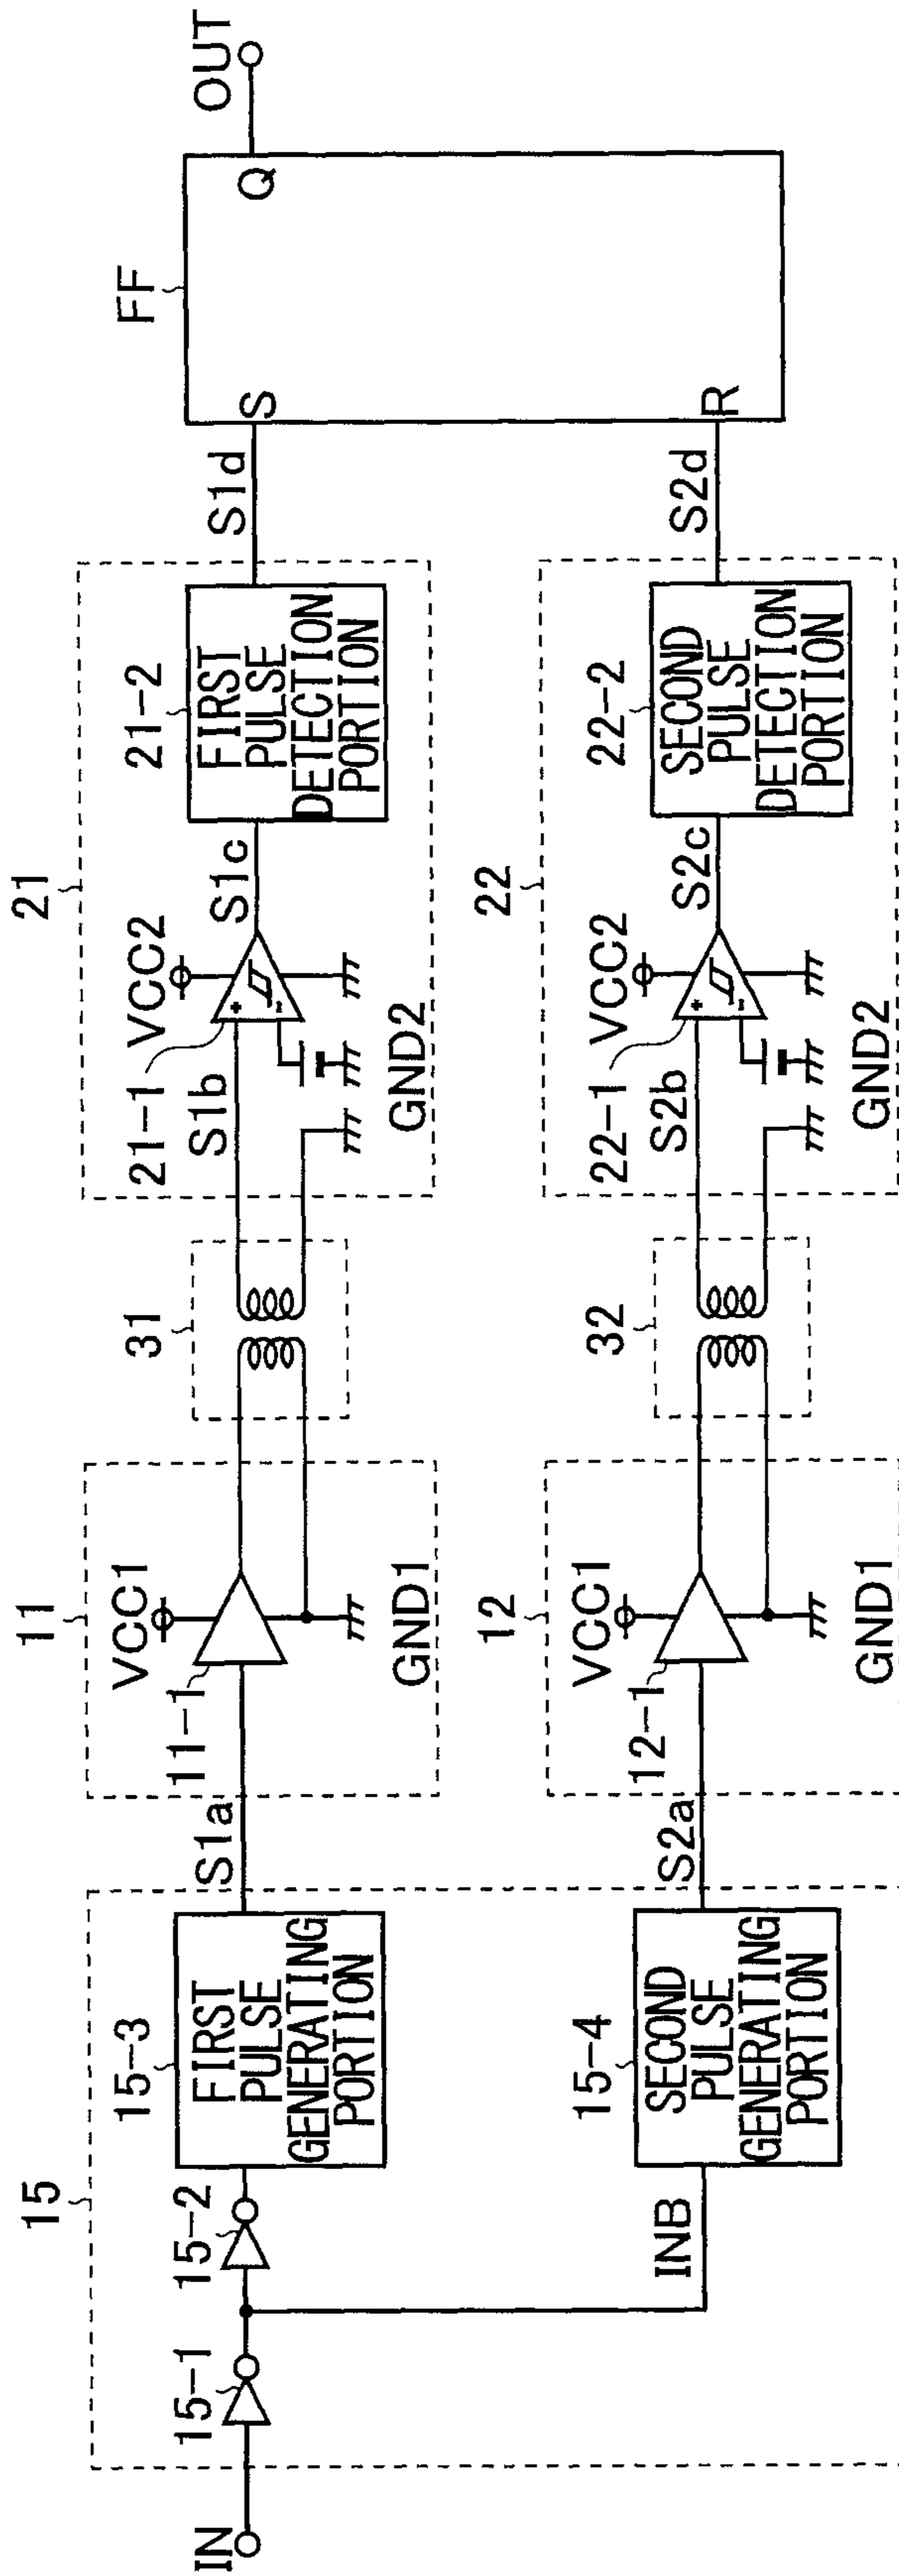 IN
15
15-1
15-2
INB
15-3
FIRST
PULSE
GENERATING
PORTION
15-4
SECOND
PULSE
GENERATING
PORTION
S1a
S2a
11
VCC1
11-1
GND1
12
VCC1
12-1
GND1
31
32
21
VCC2
21-1
S1b
+
-
GND2
S1c
21-2
FIRST
PULSE
DETECTION
PORTION
22
VCC2
22-1
S2b
+
-
GND2
S2c
22-2
SECOND
PULSE
DETECTION
PORTION
S1d
S2d
FF
S
R
Q
OUT